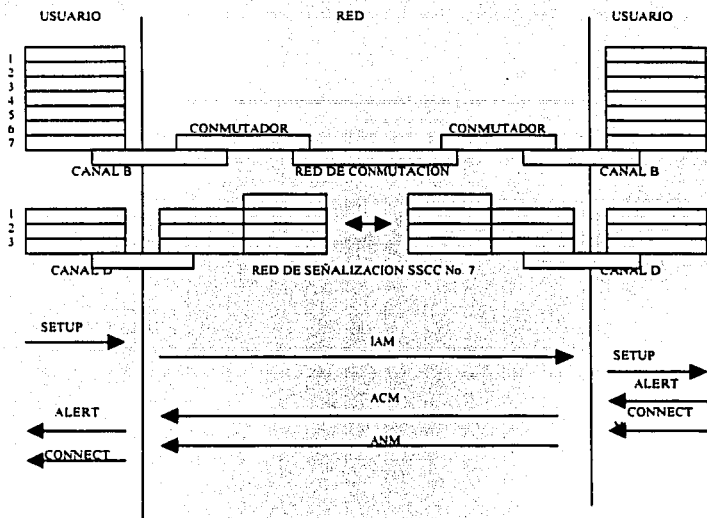 USUARIO RED USUARIO
1
2
3
4
5
6
7
CONMUTADOR CONMUTADOR
CANAL B RED DE CONMUTACION CANAL B
1
2
3
CANAL D RED DE SEÑALIZACION SSCC No. 7 CANAL D
SETUP
IAM
SETUP
ACM
ALERT
ALERT
CONNECT
ANM
CONNECT